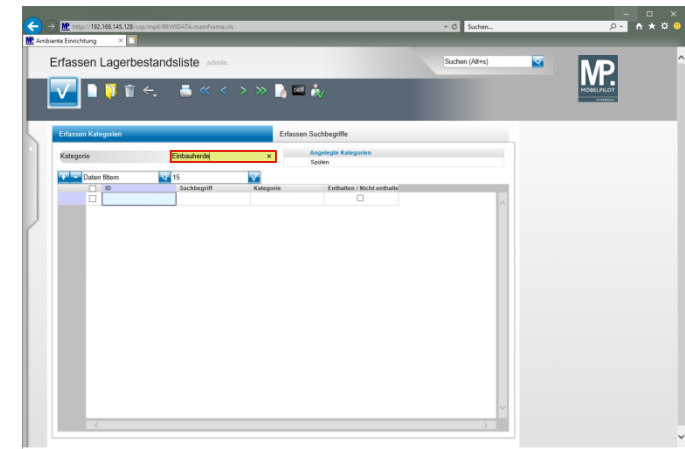 http://192.168.145.128/csp/mp6/BEWIDATA.mainFrame.cls
Suchen...
Ambiente Einrichtung
Erfassen Lagerbestandsliste admin
Suchen (Alt+s)
MP.
MÖBELPILOT
Erfassen Kategorien
Erfassen Suchbegriffe
Kategorie
Einbauherde
Angelegte Kategorien
Spülen
Daten filtern
15
ID
Suchbegriff
Kategorie
Enthalten / Nicht enthalte